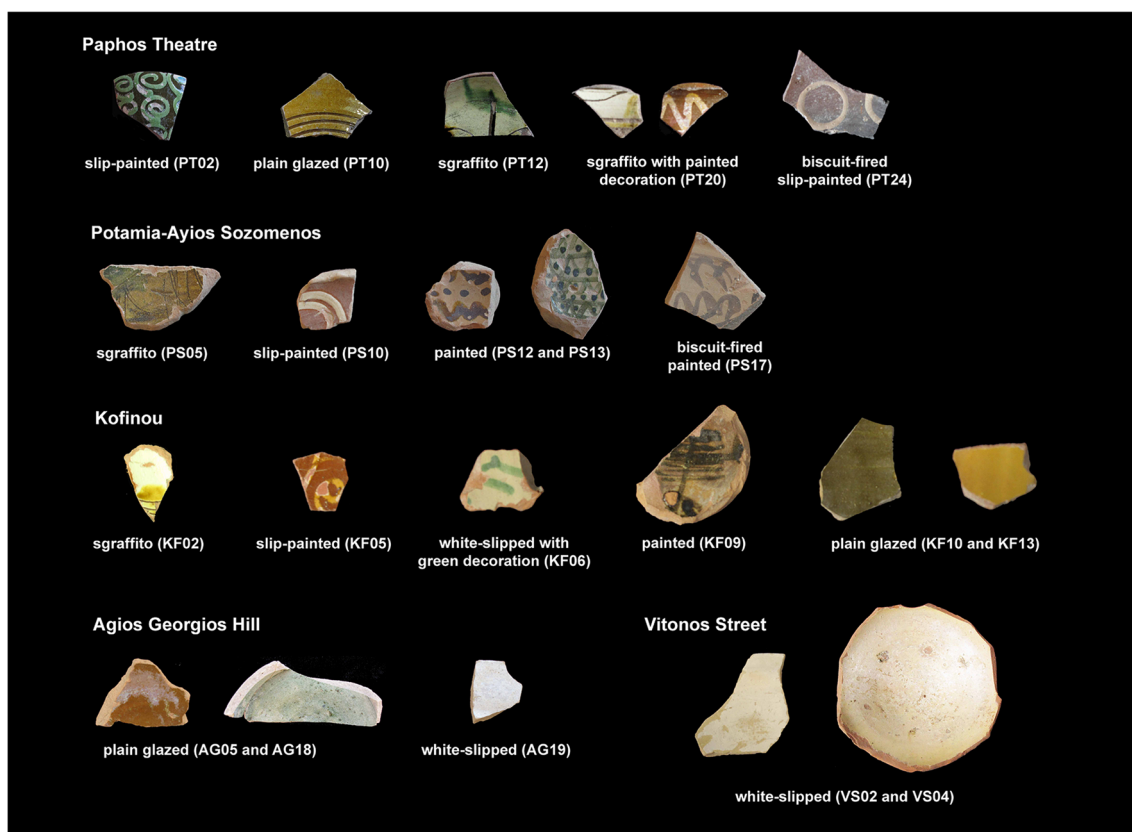 Paphos Theatre
slip-painted (PT02)
plain glazed (PT10)
sgraffito (PT12)
sgraffito with painted
decoration (PT20)
biscuit-fired
slip-painted (PT24)
Potamia-Ayios Sozomenos
sgraffito (PS05)
slip-painted (PS10)
painted (PS12 and PS13)
biscuit-fired
painted (PS17)
Kofinou
sgraffito (KF02)
slip-painted (KF05)
white-slipped with
green decoration (KF06)
painted (KF09)
plain glazed (KF10 and KF13)
Agios Georgios Hill
plain glazed (AG05 and AG18)
white-slipped (AG19)
Vitonos Street
white-slipped (VS02 and VS04)